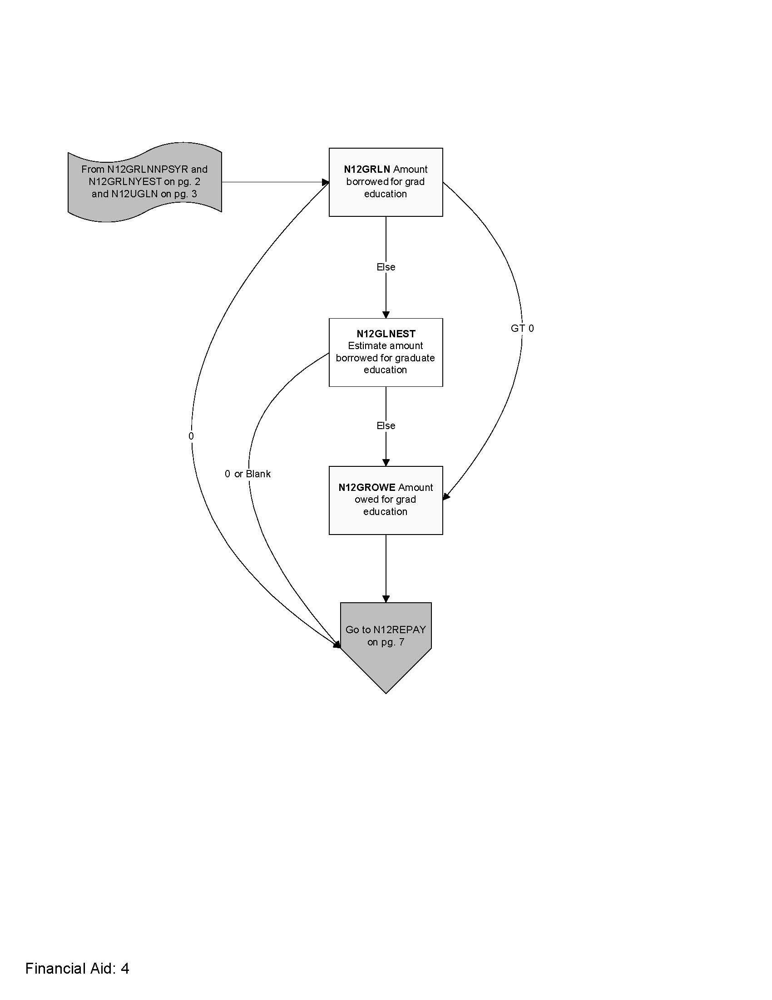 From N12GRLNNPSYR and
N12GRLNYEST on pg. 2
and N12UGLN on pg. 3
N12GRLN Amount
borrowed for grad
education
Else
GT 0
N12GLNEST
Estimate amount
borrowed for graduate
education
Else
0
0 or Blank
N12GROWE Amount
owed for grad
education
Go to N12REPAY
on pg. 7
Financial Aid: 4